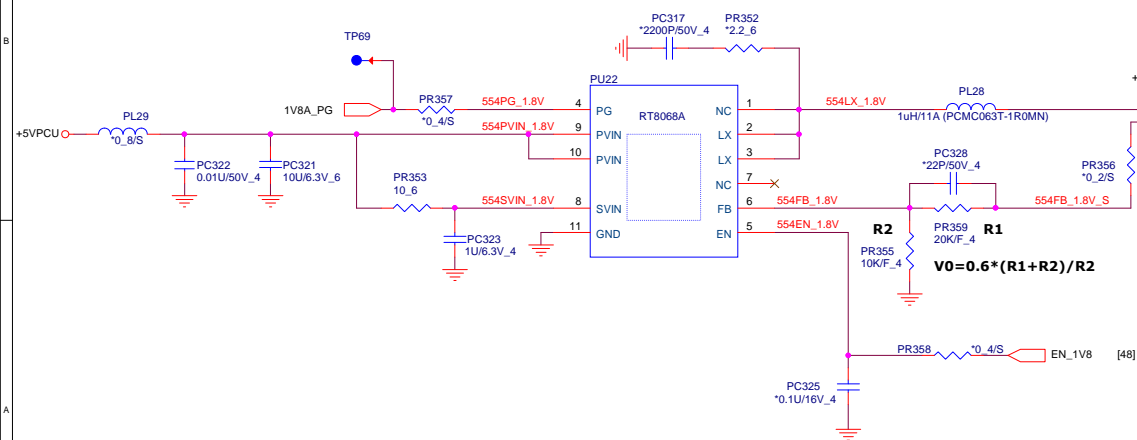 B
A
TP69
PC317
*2200P/50V_4
PR352
*2.2_6
PU22
RT8068A
1V8A_PG
PR357
*0_4/S
554PG_1.8V
4
PG
NC
1
554LX_1.8V
PL28
1uH/11A (PCMC063T-1R0MN)
+
+5VPCU
PL29
*0_8/S
554PVIN_1.8V
9
PVIN
LX
2
10
PVIN
LX
3
PC322
0.01U/50V_4
PC321
10U/6.3V_6
PR353
10_6
NC
7
PC328
*22P/50V_4
PR356
*0_2/S
554SVIN_1.8V
8
SVIN
FB
6
554FB_1.8V
554FB_1.8V_S
11
GND
EN
5
554EN_1.8V
PC323
1U/6.3V_4
R2
PR359
20K/F_4
R1
PR355
10K/F_4
V0=0.6*(R1+R2)/R2
PR358
*0_4/S
EN_1V8
[48]
PC325
*0.1U/16V_4